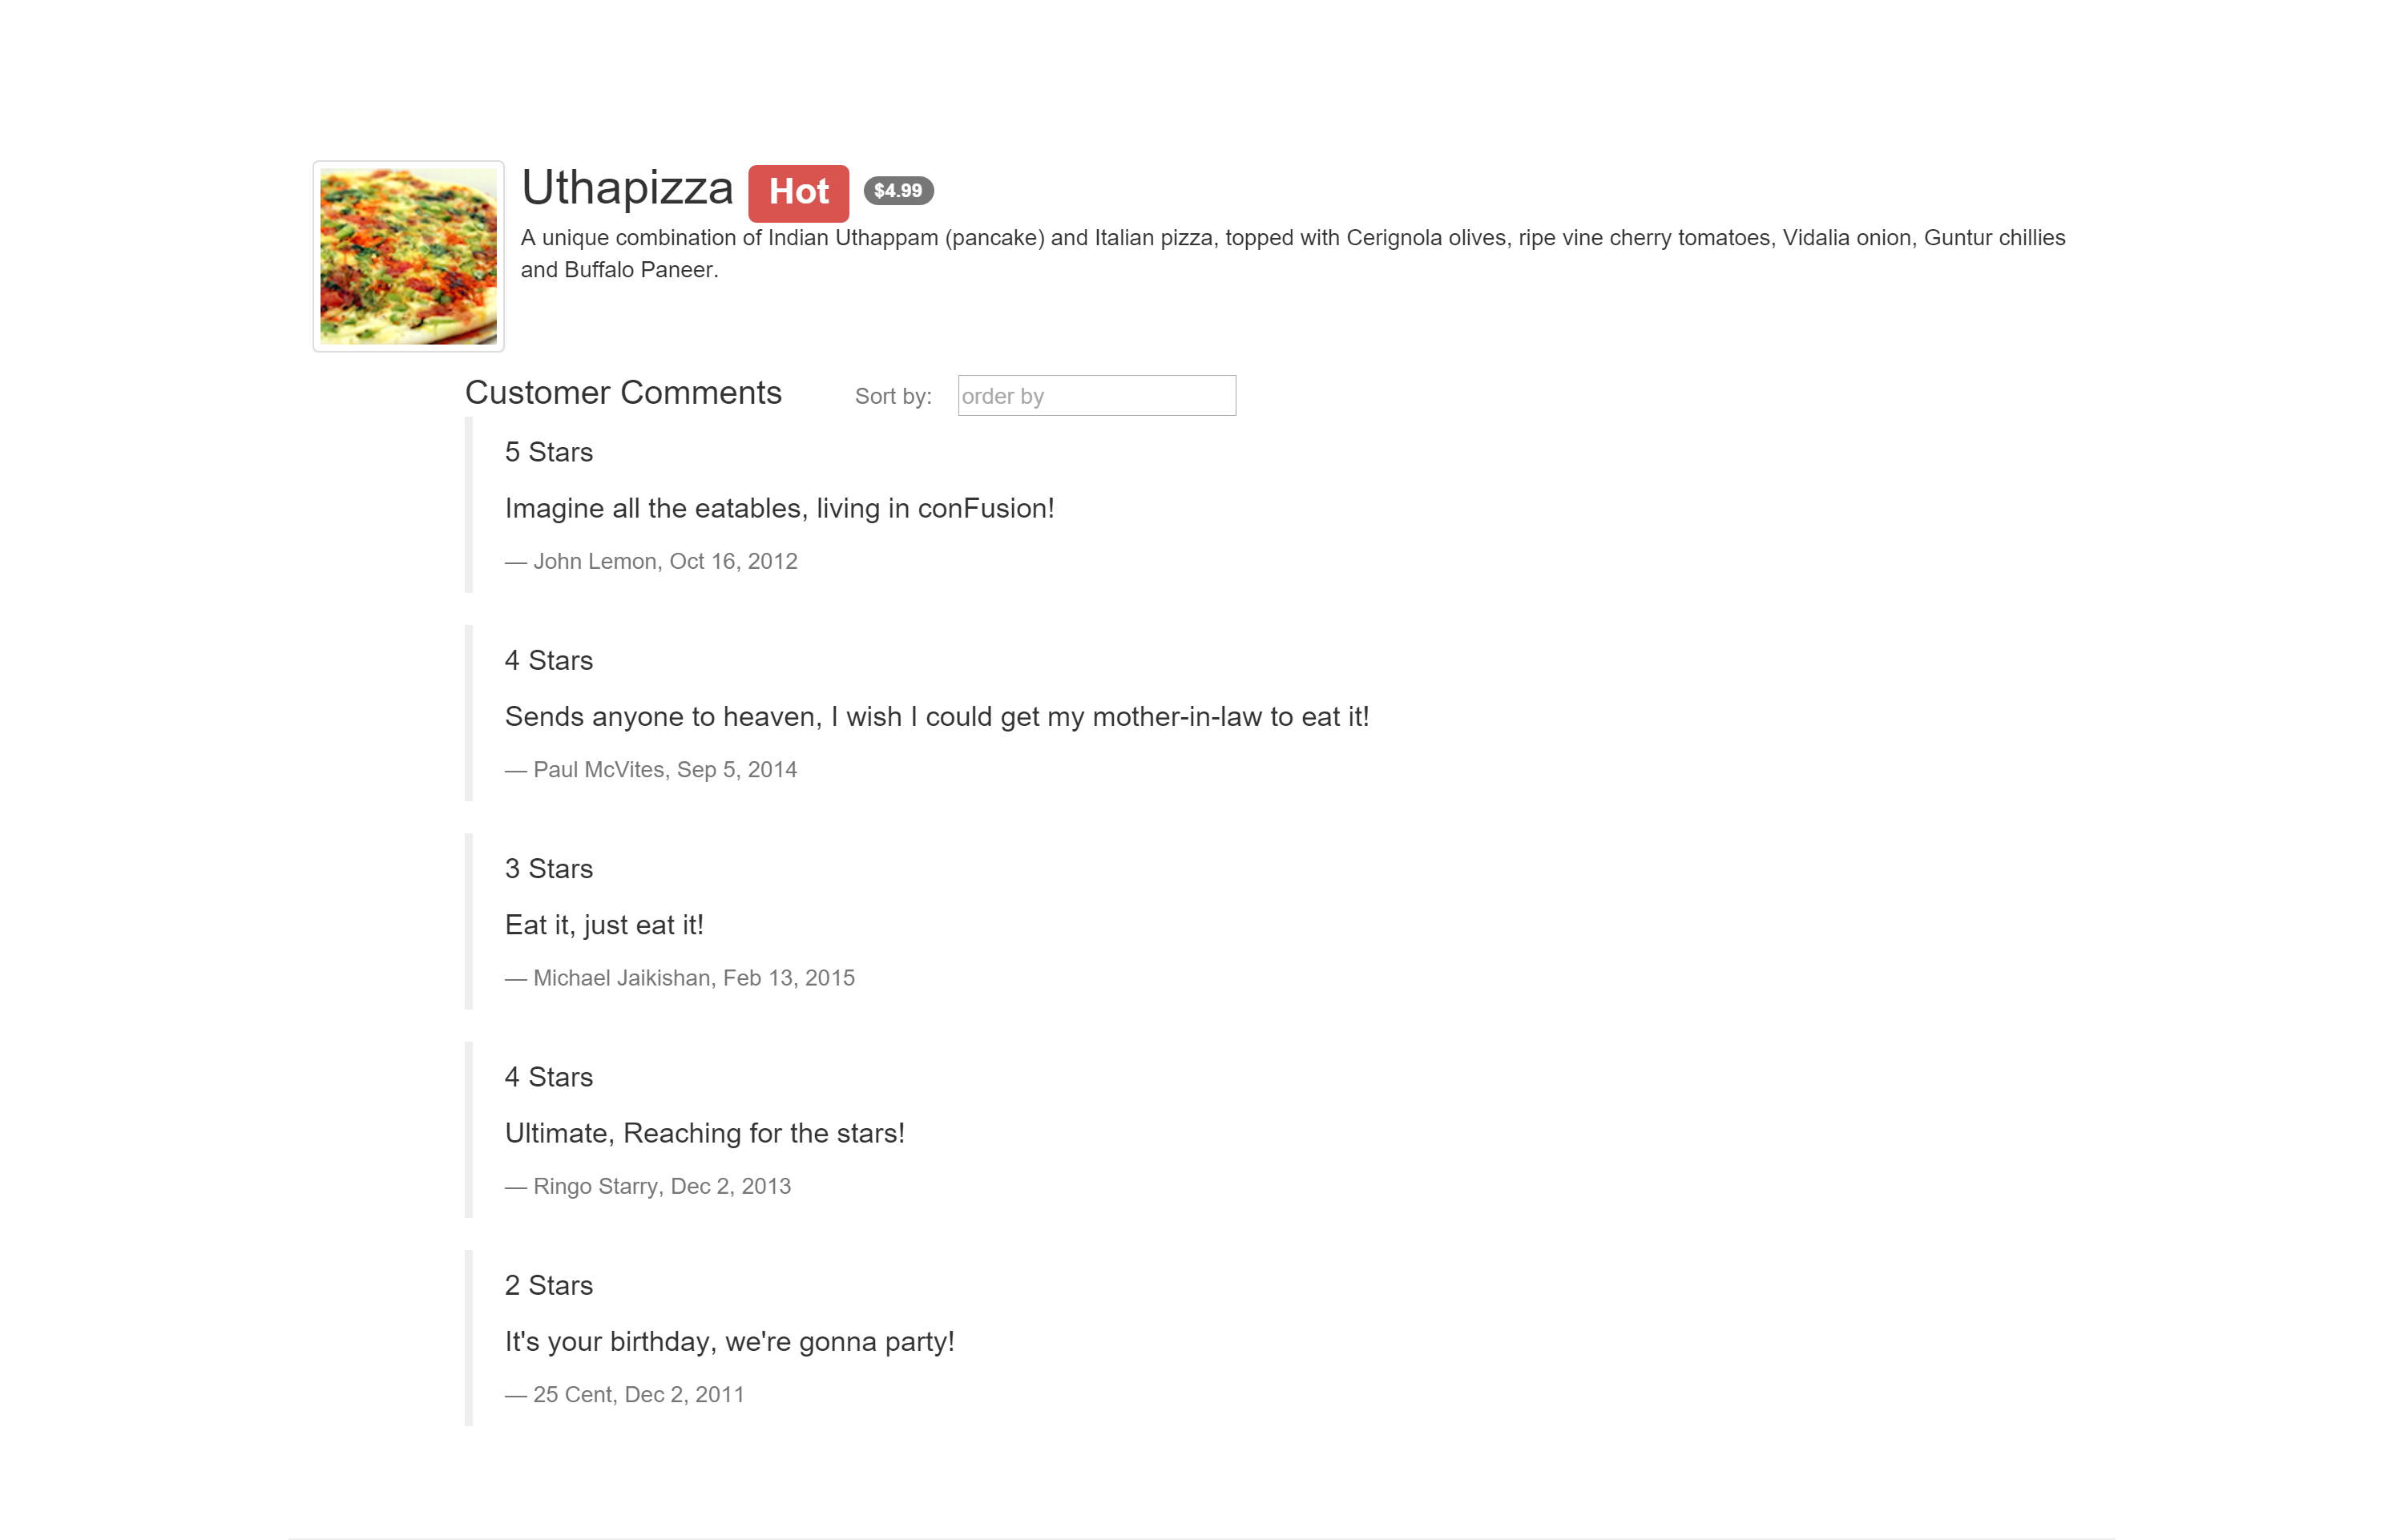 Uthapizza Hot $4.99
A unique combination of Indian Uthappam (pancake) and Italian pizza, topped with Cerignola olives, ripe vine cherry tomatoes, Vidalia onion, Guntur chillies
and Buffalo Paneer.
Customer Comments Sort by: order by
5 Stars
Imagine all the eatables, living in conFusion!
— John Lemon, Oct 16, 2012
4 Stars
Sends anyone to heaven, I wish I could get my mother-in-law to eat it!
— Paul McVites, Sep 5, 2014
3 Stars
Eat it, just eat it!
— Michael Jaikishan, Feb 13, 2015
4 Stars
Ultimate, Reaching for the stars!
— Ringo Starry, Dec 2, 2013
2 Stars
It's your birthday, we're gonna party!
— 25 Cent, Dec 2, 2011